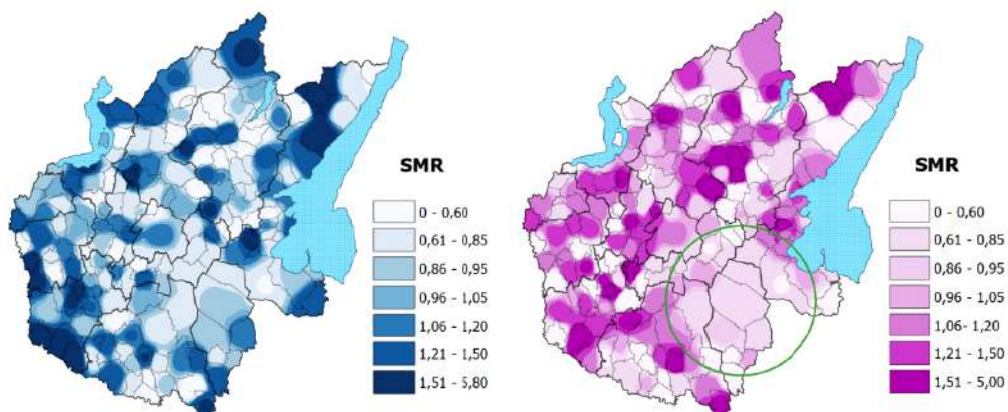 SMR
0 - 0,60
0,61 - 0,85
0,86 - 0,95
0,96 - 1,05
1,06 - 1,20
1,21 - 1,50
1,51 - 5,80
SMR
0 - 0,60
0,61 - 0,85
0,86 - 0,95
0,96 - 1,05
1,06- 1,20
1,21 - 1,50
1,51 - 5,00